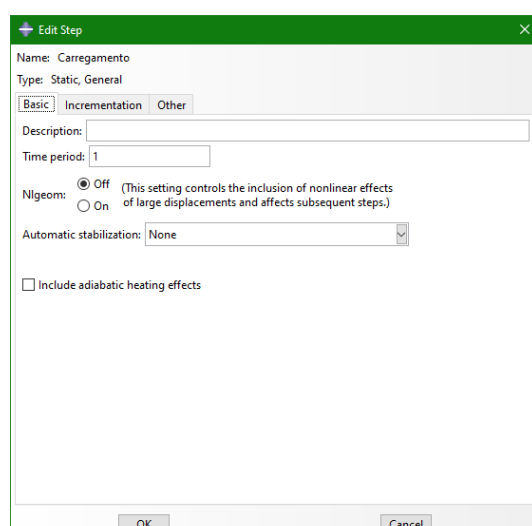 Edit Step
Name: Carregamento
Type: Static, General
Basic Incrementation Other
Description:
Time period: 1
Nlgeom: Off (This setting controls the inclusion of nonlinear effects
On of large displacements and affects subsequent steps.)
Automatic stabilization: None
Include adiabatic heating effects
OK Cancel